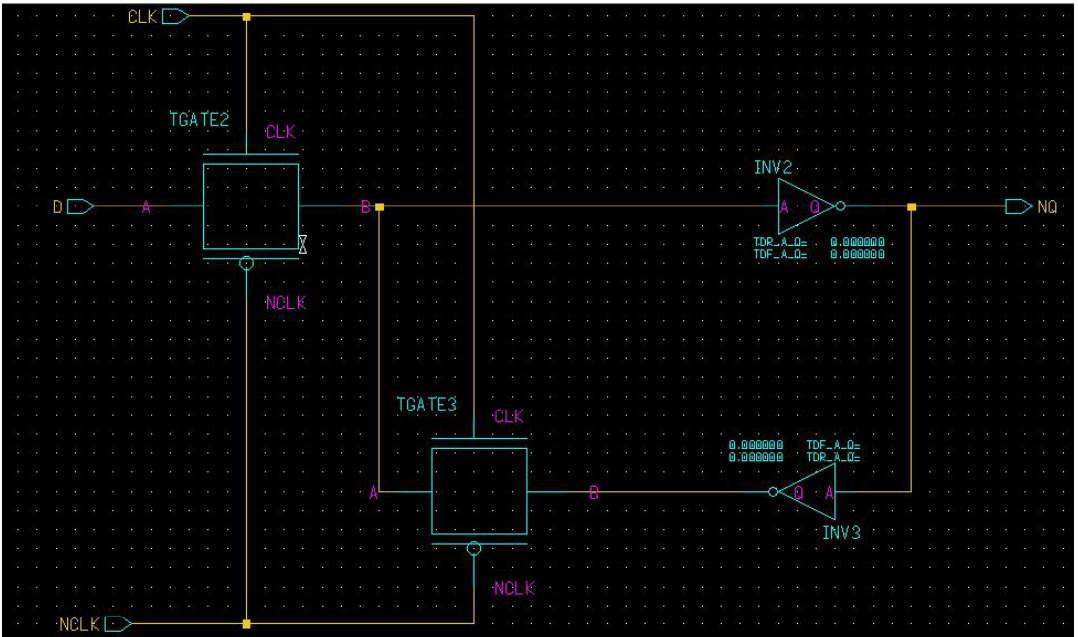 CLK
TGATE2
CLK
INV2
D
A
B
A Q
NQ
TDR_A_Q= 0.000000
TDF_A_Q= 0.000000
NCLK
TGATE3
CLK
0.000000 TDF_A_Q=
0.000000 TDR_A_Q=
A
B
Q A
INV3
NCLK
NCLK